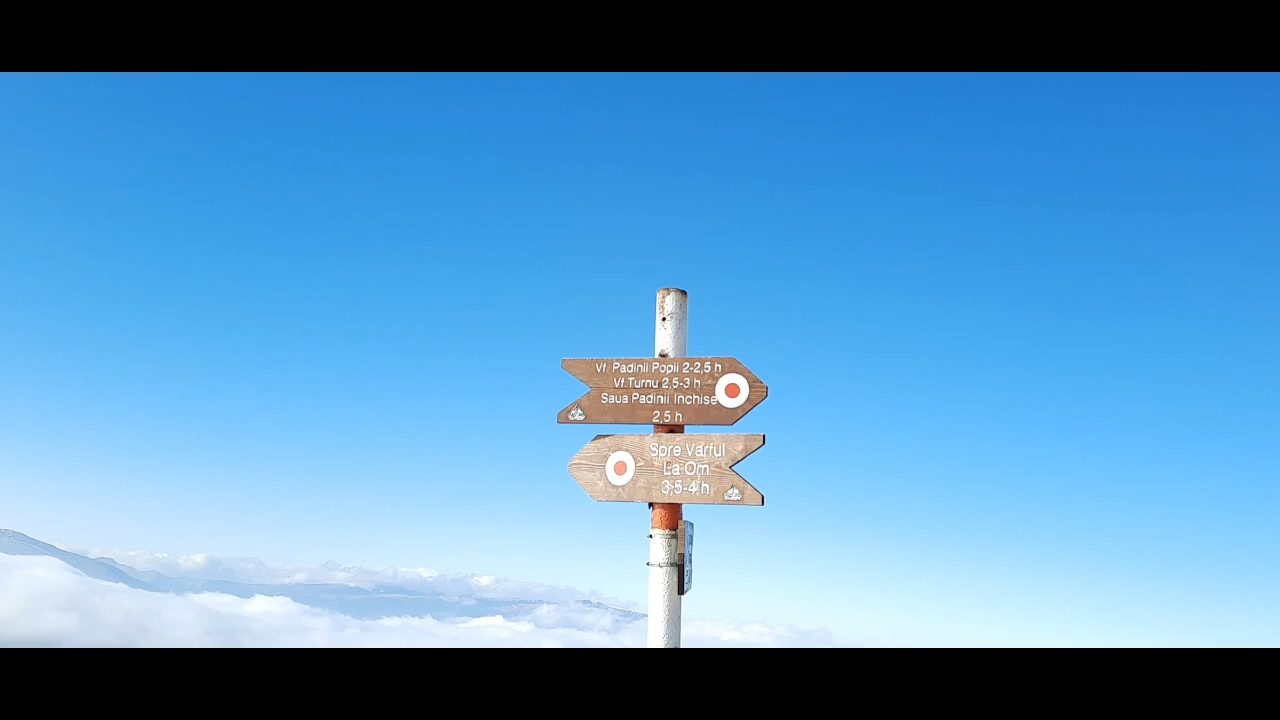 Vf. Padinii Popii 2-2,5 h
Vf.Turnu 2,5-3 h
Saua Padinii Inchise
2,5 h
Spre Varful
La Om
3,5-4 h